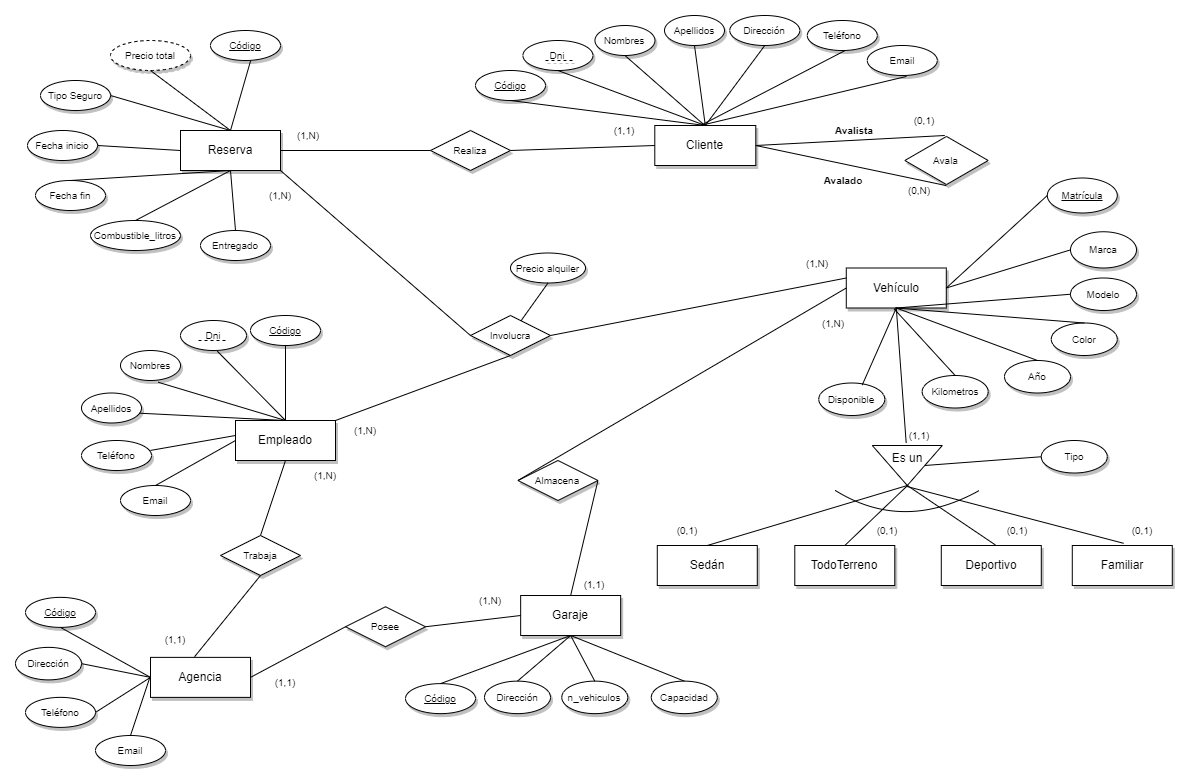 Precio total
Código
Tipo Seguro
Fecha inicio
Reserva
Fecha fin
Combustible_litros
Entregado
(1,N)
(1,N)
Realiza
(1,1)
Código
Dni
Nombres
Apellidos
Dirección
Teléfono
Email
Cliente
Avalista
(0,1)
Avala
Avalado
(0,N)
Matrícula
Marca
Modelo
Color
Año
Kilometros
Disponible
Vehículo
(1,N)
(1,N)
Precio alquiler
Involucra
Dni
Código
Nombres
Apellidos
Teléfono
Email
Empleado
(1,N)
(1,N)
(1,1)
Es un
Tipo
(0,1)
(0,1)
(0,1)
(0,1)
Sedán
TodoTerreno
Deportivo
Familiar
Almacena
Trabaja
(1,1)
(1,1)
Código
Dirección
Teléfono
Email
Agencia
(1,1)
Posee
(1,N)
Garaje
Código
Dirección
n_vehiculos
Capacidad